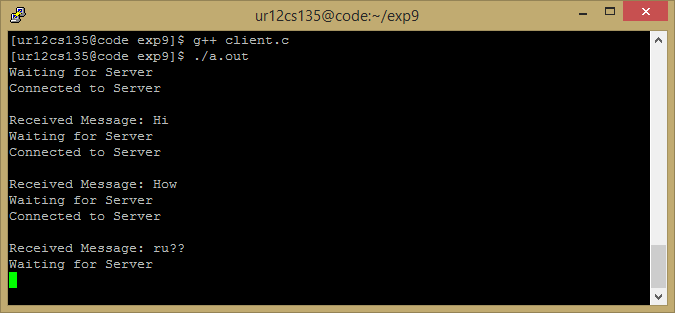 ur12cs135@code:~/exp9
[ur12cs135@code exp9]$ g++ client.c
[ur12cs135@code exp9]$ ./a.out
Waiting for Server
Connected to Server
Received Message: Hi
Waiting for Server
Connected to Server
Received Message: How
Waiting for Server
Connected to Server
Received Message: ru??
Waiting for Server